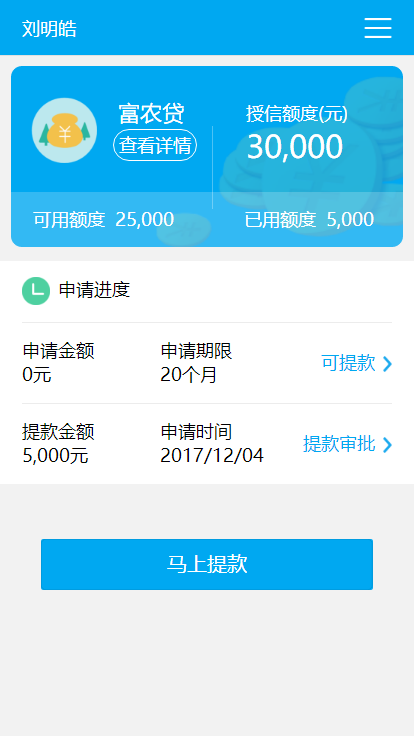 刘明皓
富农贷
查看详情
授信额度(元)
30,000
可用额度 25,000
已用额度 5,000
申请进度
申请金额
0元
申请期限
20个月
可提款
提款金额
5,000元
申请时间
2017/12/04
提款审批
马上提款